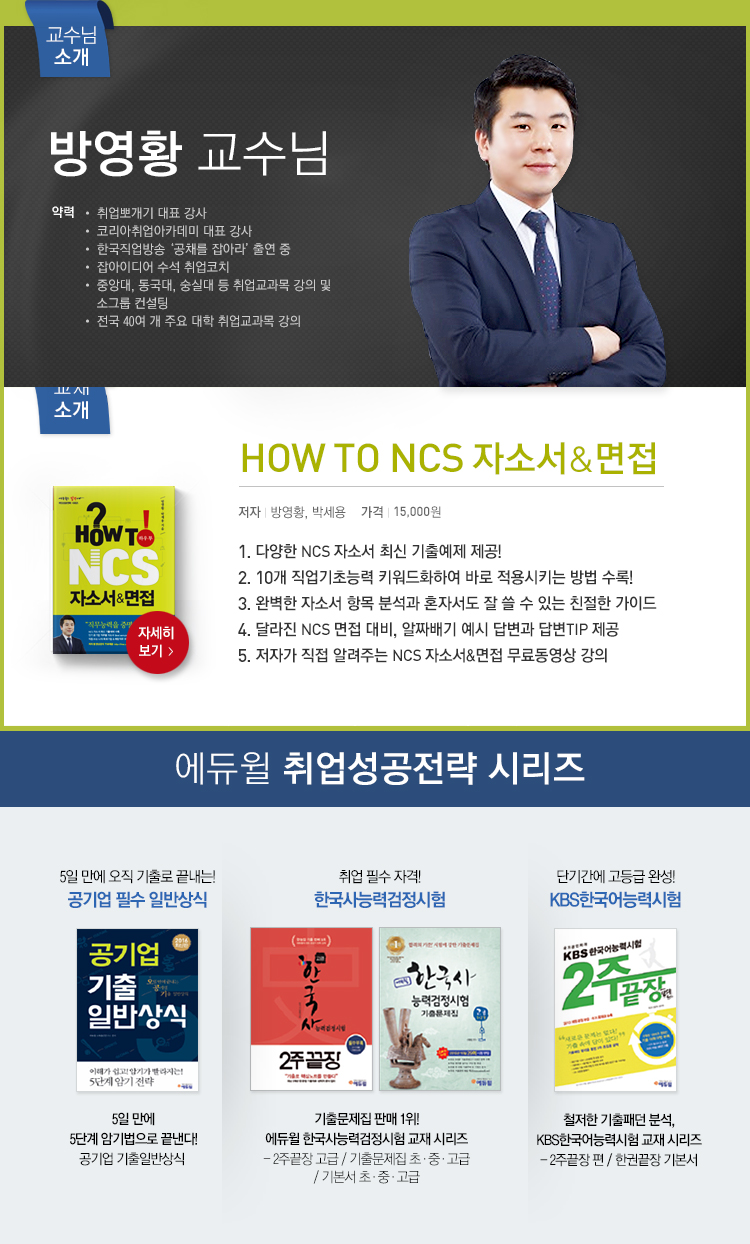 교수님
소개
방영황 교수님
약력
• 취업뽀개기 대표 강사
• 코리아취업아카데미 대표 강사
• 한국직업방송 '공채를 잡아라' 출연 중
• 잡아이디어 수석 취업코치
• 중앙대, 동국대, 숭실대 등 취업교과목 강의 및
소그룹 컨설팅
• 전국 40여 개 주요 대학 취업교과목 강의
교재
소개
HOW TO NCS 자소서&면접
저자 | 방영황, 박세용 가격 | 15,000원
1. 다양한 NCS 자소서 최신 기출예제 제공!
2. 10개 직업기초능력 키워드화하여 바로 적용시키는 방법 수록!
3. 완벽한 자소서 항목 분석과 혼자서도 잘 쓸 수 있는 친절한 가이드
4. 달라진 NCS 면접 대비, 알짜배기 예시 답변과 답변TIP 제공
5. 저자가 직접 알려주는 NCS 자소서&면접 무료동영상 강의
?
HOW TO!
NCS
자소서&면접
자세히
보기 >
에듀윌 취업성공전략 시리즈
5일 만에 오직 기출로 끝내는!
공기업 필수 일반상식
공기업
기출
일반상식
이해가 쉽고! 암기가 빨라지는!
5단계 암기 전략
에듀윌
5일 만에
5단계 암기법으로 끝낸다!
공기업 기출일반상식
취업 필수 자격!
한국사능력검정시험
고급
한국사
능력검정시험
2주끝장
에듀윌
한국사
능력검정시험
기출문제집
고급
에듀윌
기출문제집 판매 1위!
에듀윌 한국사능력검정시험 교재 시리즈
– 2주끝장 고급 / 기출문제집 초·중·고급
/ 기본서 초·중·고급
단기간에 고등급 완성!
KBS한국어능력시험
KBS한국어능력시험
2주
끝장편
에듀윌
철저한 기출패턴 분석,
KBS한국어능력시험 교재 시리즈
– 2주끝장 편 / 한권끝장 기본서